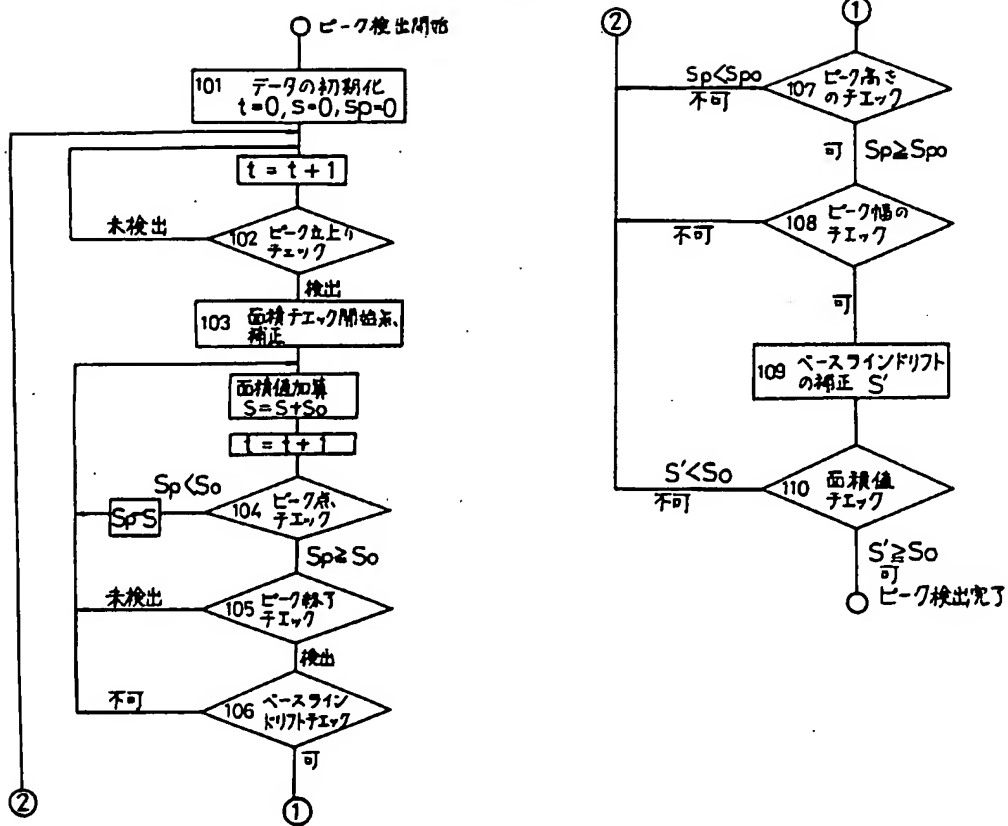 ピーク検出開始
101 データの初期化
t=0, S=0, Sp=0
t = t + 1
未検出
102 ピーク立上り
チェック
検出
103 面積チェック開始点、
補正
面積値加算
S=S+So
t = t + 1
Sp<So
Sp=S
104 ピーク点、
チェック
Sp≧So
未検出
105 ピーク終了
チェック
検出
不可
106 ベースライン
ドリフトチェック
可
②
①
②
①
Sp<Spo
不可
107 ピーク高さ
のチェック
可 Sp≧Spo
不可
108 ピーク幅の
チェック
可
109 ベースラインドリフト
の補正 S'
S'<So
不可
110 面積値
チェック
S'≧So
可
ピーク検出完了